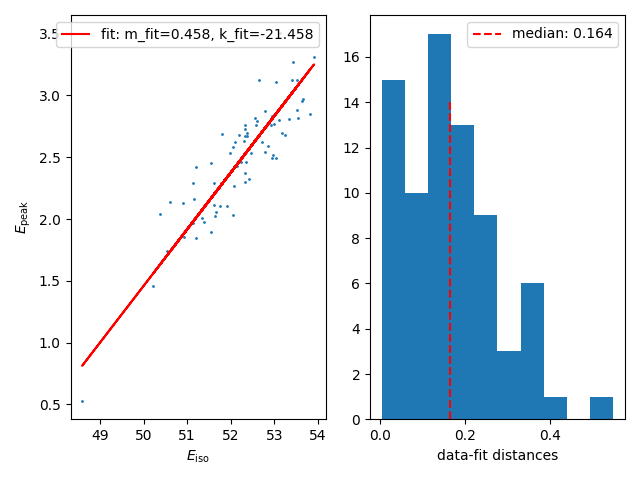 fit: m_fit=0.458, k_fit=-21.458
3.5
3.0
2.5
2.0
1.5
1.0
0.5
E_peak
49 50 51 52 53 54
E_iso
median: 0.164
16
14
12
10
8
6
4
2
0
0.0 0.2 0.4
data-fit distances